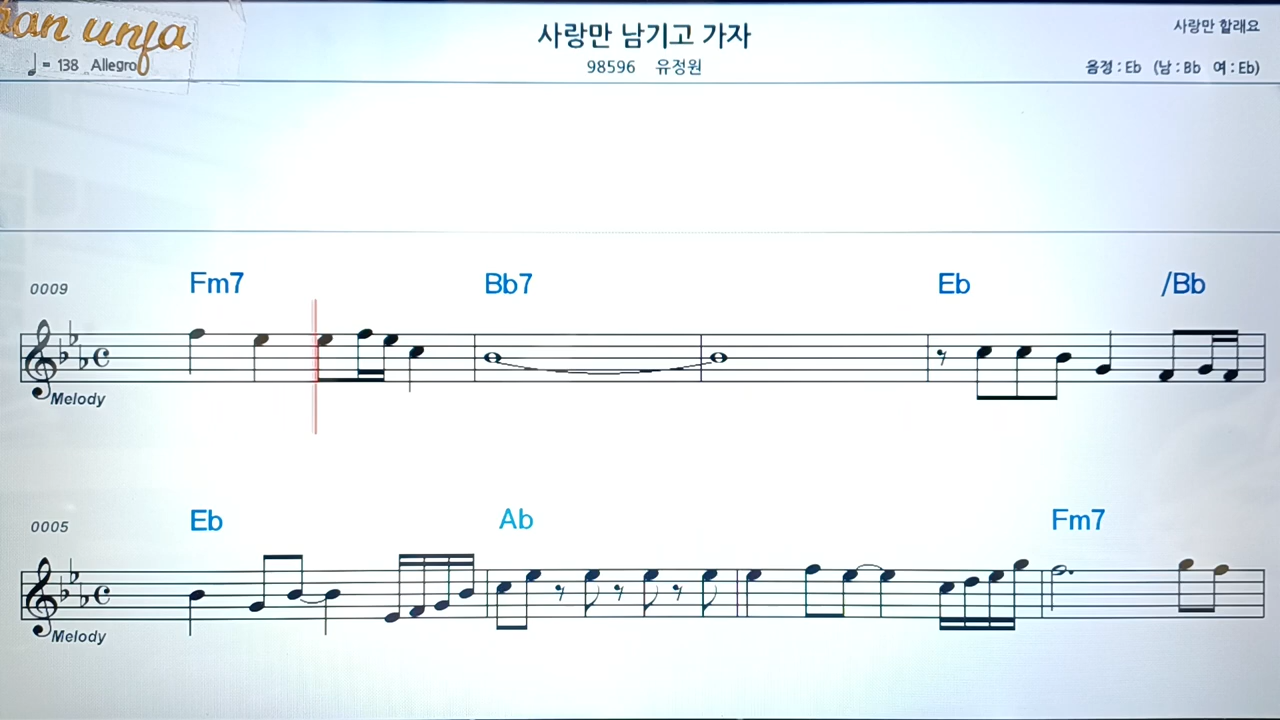 사랑만 남기고 가자
사랑만 할래요
unfa
= 138 Allegro
98596 유정원
음정 : Eb (남 : Bb 여 : Eb)
0009 Fm7 Bb7 Eb /Bb
Melody
0005 Eb Ab Fm7
Melody